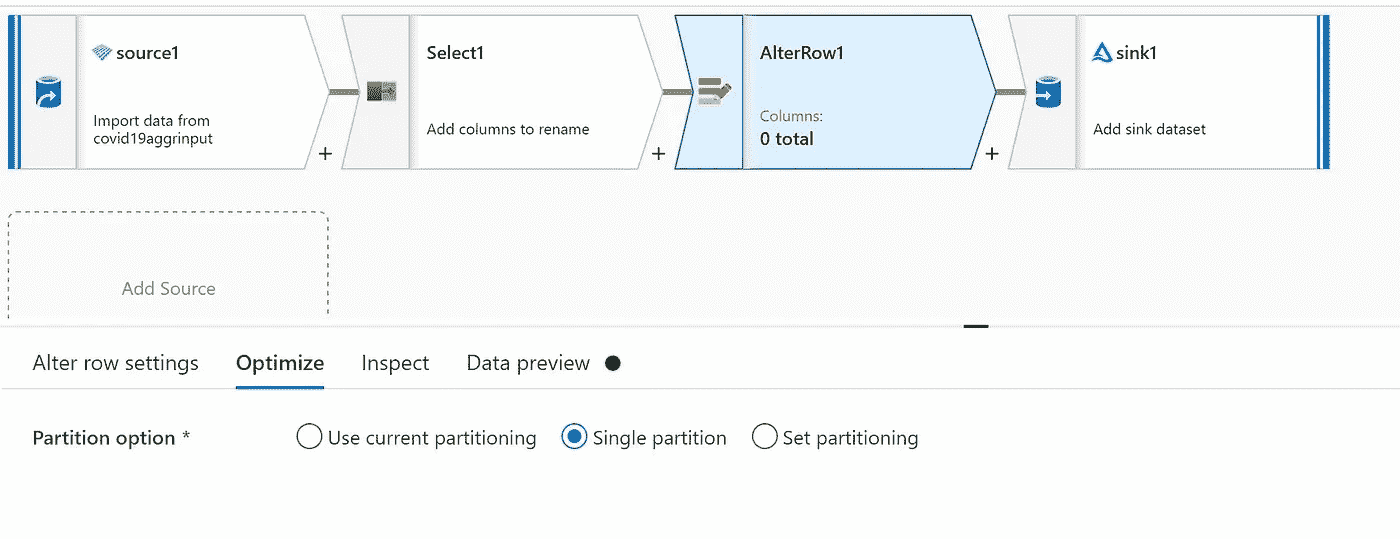 source1
Import data from
covid19aggrinput
+
Select1
Add columns to rename
+
AlterRow1
Columns:
0 total
+
sink1
Add sink dataset
Add Source
Alter row settings Optimize Inspect Data preview
Partition option * Use current partitioning Single partition Set partitioning